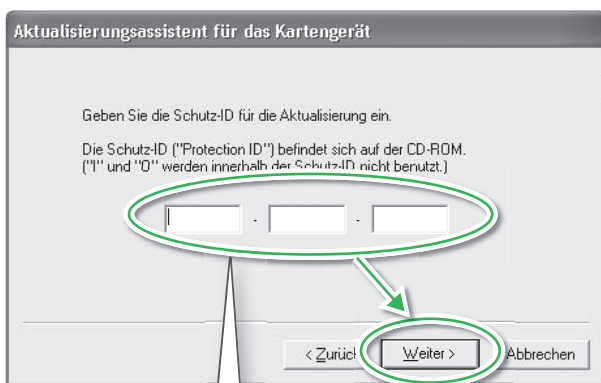 Aktualisierungsassistent für das Kartengerät
Geben Sie die Schutz-ID für die Aktualisierung ein.
Die Schutz-ID ("Protection ID") befindet sich auf der CD-ROM.
("I" und "O" werden innerhalb der Schutz-ID nicht benutzt.)
- -
< Zurück Weiter > Abbrechen